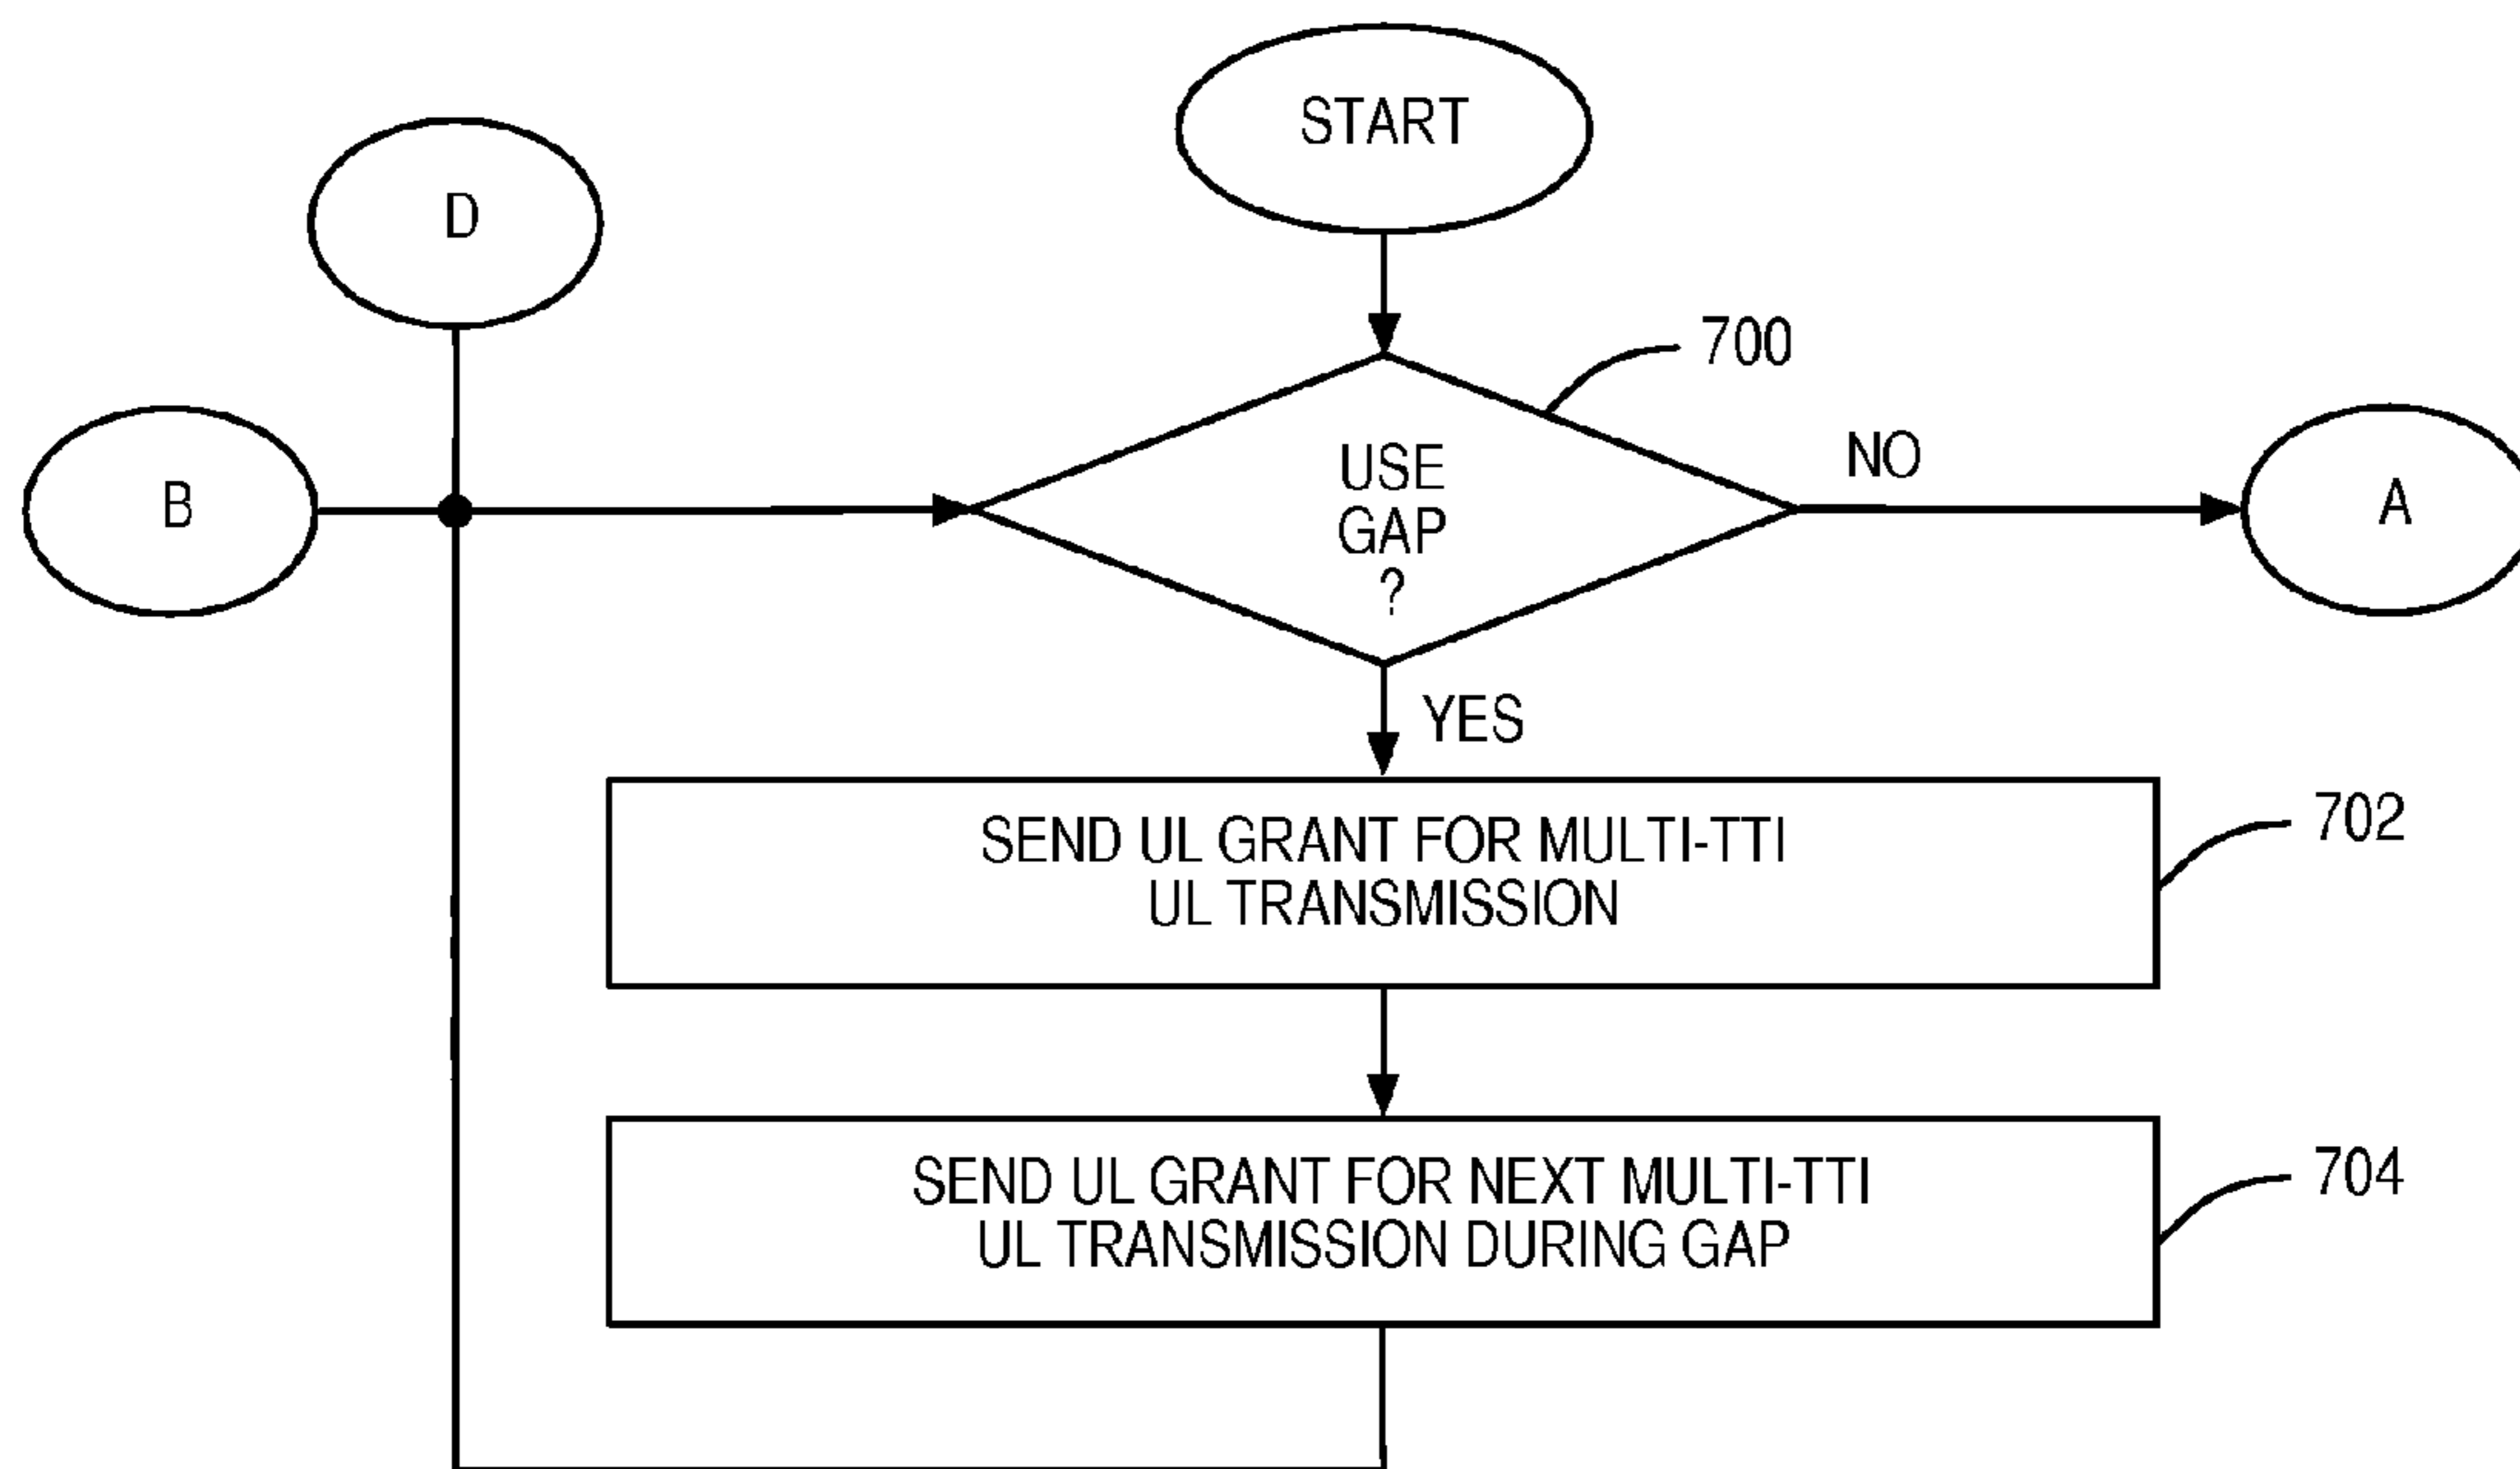 START
D
700
B
USE
GAP
?
NO
A
YES
SEND UL GRANT FOR MULTI-TTI
UL TRANSMISSION
702
SEND UL GRANT FOR NEXT MULTI-TTI
UL TRANSMISSION DURING GAP
704